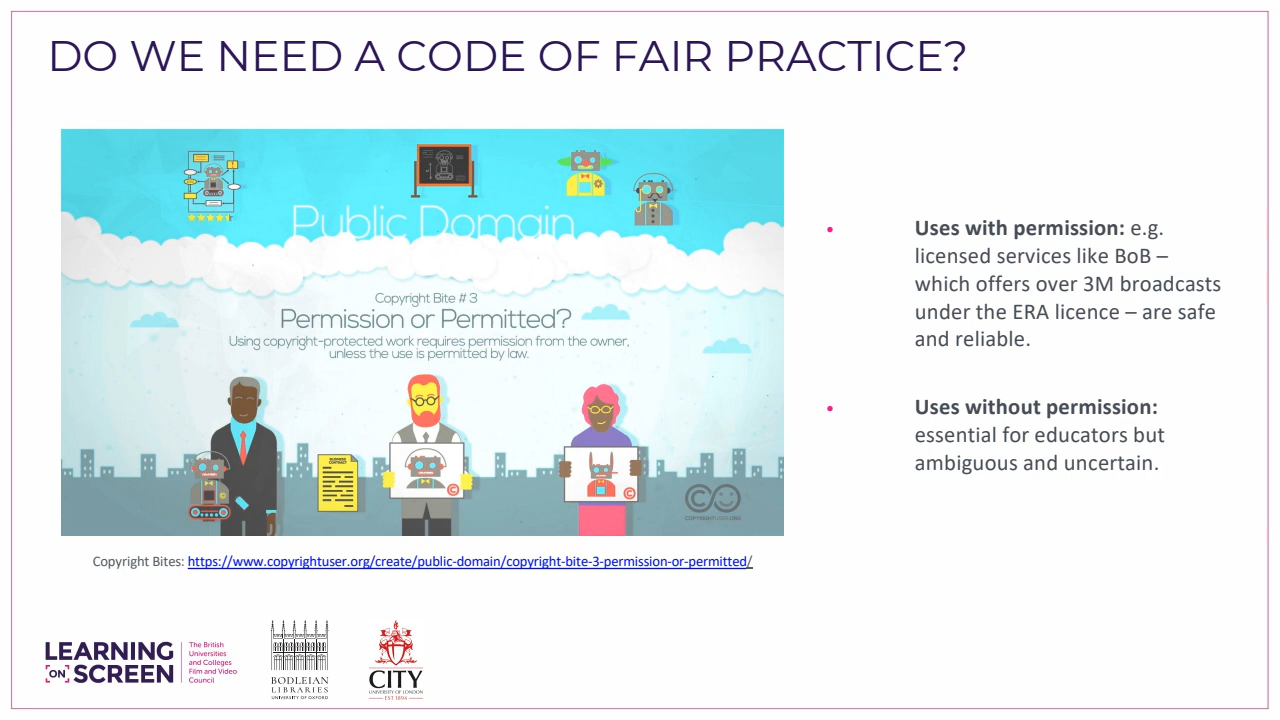 DO WE NEED A CODE OF FAIR PRACTICE?
Public Domain
Copyright Bite # 3
Permission or Permitted?
Using copyright-protected work requires permission from the owner,
unless the use is permitted by law.
BUSINESS
CONTRACT
©
©
COPYRIGHTUSER.ORG
Copyright Bites: https://www.copyrightuser.org/create/public-domain/copyright-bite-3-permission-or-permitted/
• Uses with permission: e.g.
licensed services like BoB –
which offers over 3M broadcasts
under the ERA licence – are safe
and reliable.
• Uses without permission:
essential for educators but
ambiguous and uncertain.
LEARNING
ON SCREEN
The British
Universities
and Colleges
Film and Video
Council
BODLEIAN
LIBRARIES
UNIVERSITY OF OXFORD
CITY
UNIVERSITY OF LONDON
EST 1894